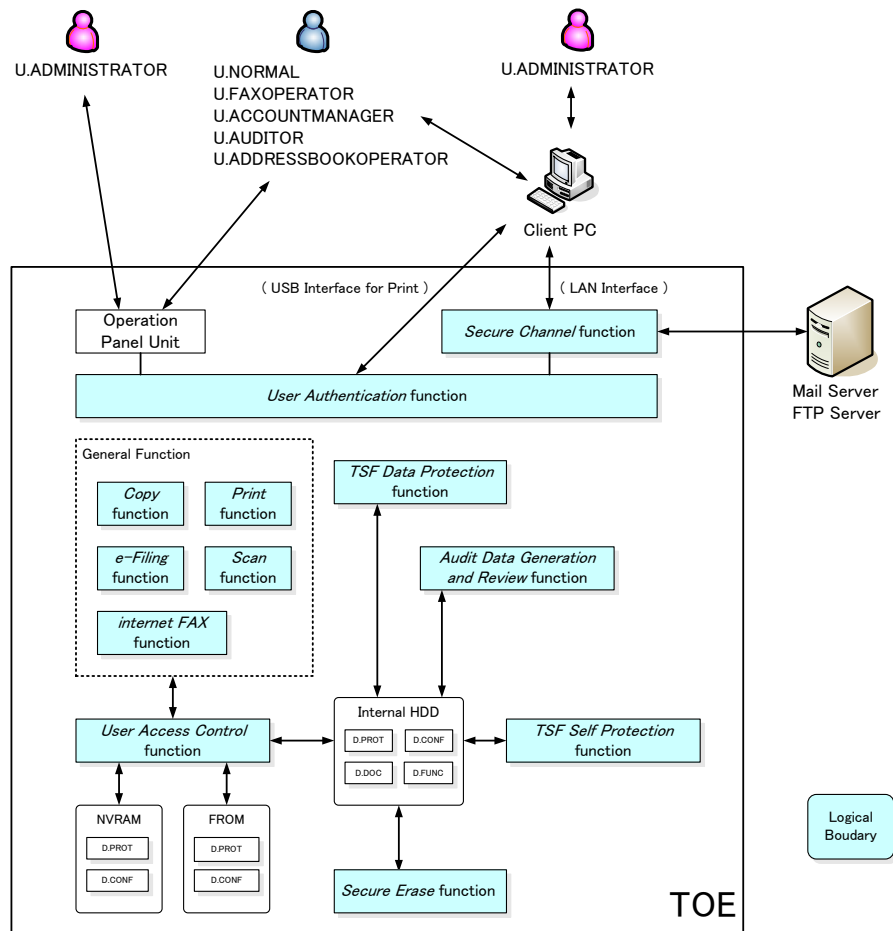 U.ADMINISTRATOR
U.NORMAL
U.FAXOPERATOR
U.ACCOUNTMANAGER
U.AUDITOR
U.ADDRESSBOOKOPERATOR
U.ADMINISTRATOR
Client PC
( USB Interface for Print )
( LAN Interface )
Operation
Panel Unit
Secure Channel function
Mail Server
FTP Server
User Authentication function
General Function
Copy
function
Print
function
e-Filing
function
Scan
function
internet FAX
function
TSF Data Protection
function
Audit Data Generation
and Review function
User Access Control
function
Internal HDD
D.PROT
D.CONF
D.DOC
D.FUNC
TSF Self Protection
function
NVRAM
D.PROT
D.CONF
FROM
D.PROT
D.CONF
Secure Erase function
Logical
Boudary
TOE